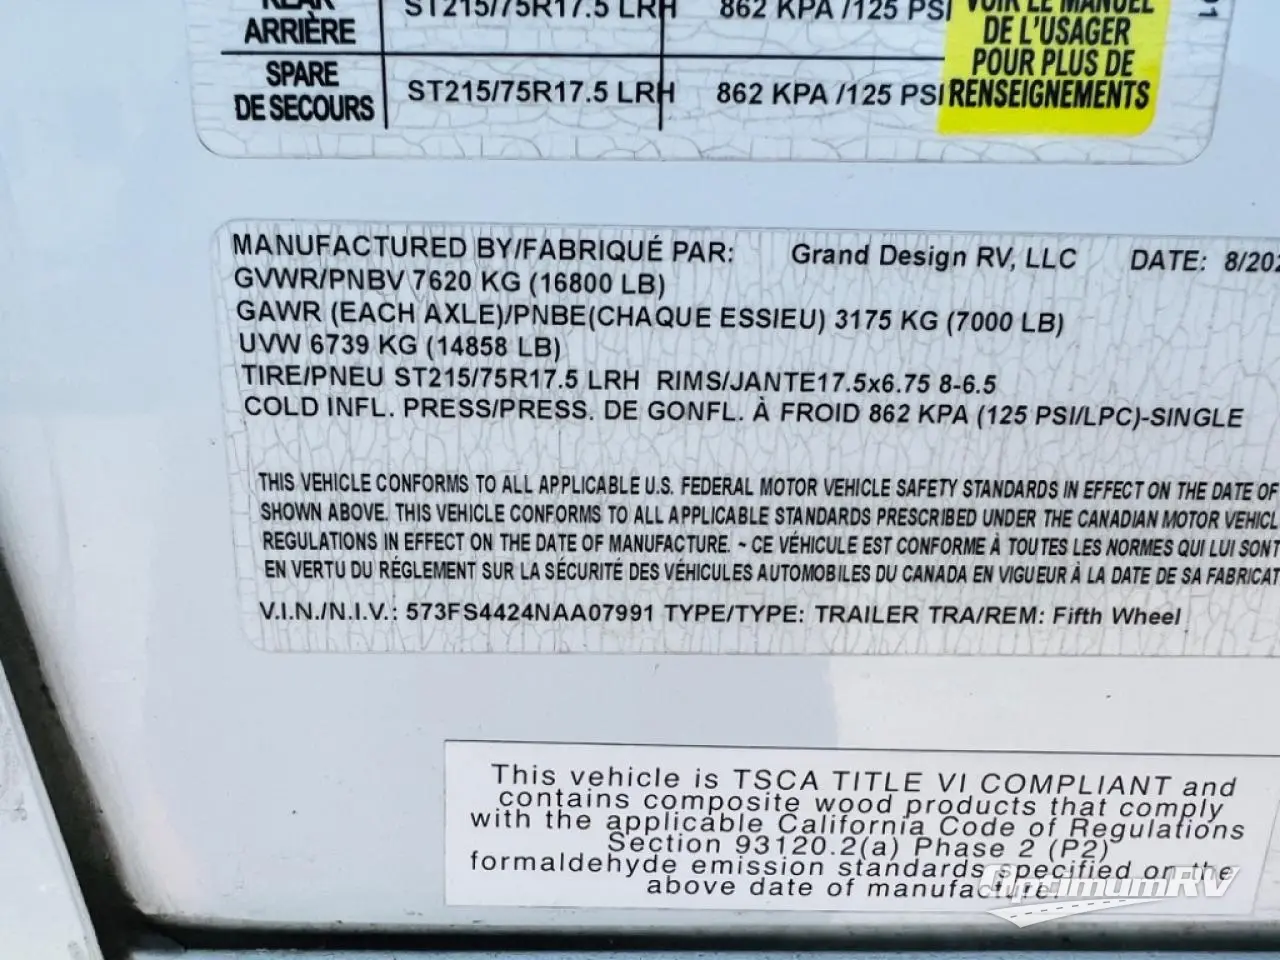 REAR ST215/75R17.5 LRH 862 KPA /125 PSI VOIR LE MANUEL
ARRIÈRE DE L'USAGER
POUR PLUS DE
SPARE RENSEIGNEMENTS
DE SECOURS ST215/75R17.5 LRH 862 KPA /125 PSI
MANUFACTURED BY/FABRIQUÉ PAR: Grand Design RV, LLC DATE: 8/202
GVWR/PNBV 7620 KG (16800 LB)
GAWR (EACH AXLE)/PNBE(CHAQUE ESSIEU) 3175 KG (7000 LB)
UVW 6739 KG (14858 LB)
TIRE/PNEU ST215/75R17.5 LRH RIMS/JANTE17.5x6.75 8-6.5
COLD INFL. PRESS/PRESS. DE GONFL. À FROID 862 KPA (125 PSI/LPC)-SINGLE
THIS VEHICLE CONFORMS TO ALL APPLICABLE U.S. FEDERAL MOTOR VEHICLE SAFETY STANDARDS IN EFFECT ON THE DATE OF
SHOWN ABOVE. THIS VEHICLE CONFORMS TO ALL APPLICABLE STANDARDS PRESCRIBED UNDER THE CANADIAN MOTOR VEHICL
REGULATIONS IN EFFECT ON THE DATE OF MANUFACTURE. ~ CE VÉHICULE EST CONFORME À TOUTES LES NORMES QUI LUI SONT
EN VERTU DU RÉGLEMENT SUR LA SÉCURITÉ DES VÉHICULES AUTOMOBILES DU CANADA EN VIGUEUR À LA DATE DE SA FABRICAT
V.I.N./N.I.V.: 573FS4424NAA07991 TYPE/TYPE: TRAILER TRA/REM: Fifth Wheel
This vehicle is TSCA TITLE VI COMPLIANT and
contains composite wood products that comply
with the applicable California Code of Regulations
Section 93120.2(a) Phase 2 (P2)
formaldehyde emission standards specified on the
above date of manufacture.
OptimumRV